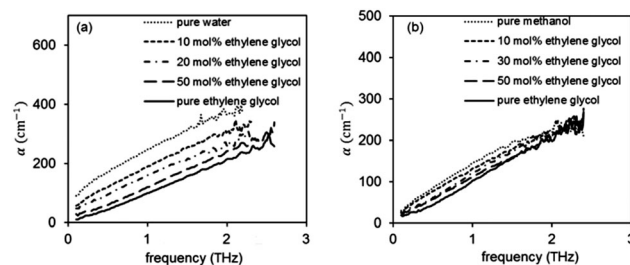 (a)
pure water
10 mol% ethylene glycol
20 mol% ethylene glycol
50 mol% ethylene glycol
pure ethylene glycol
α (cm⁻¹)
600
400
200
0
0 1 2 3
frequency (THz)
(b)
pure methanol
10 mol% ethylene glycol
30 mol% ethylene glycol
50 mol% ethylene glycol
pure ethylene glycol
α (cm⁻¹)
500
400
300
200
100
0
0 1 2 3
frequency (THz)